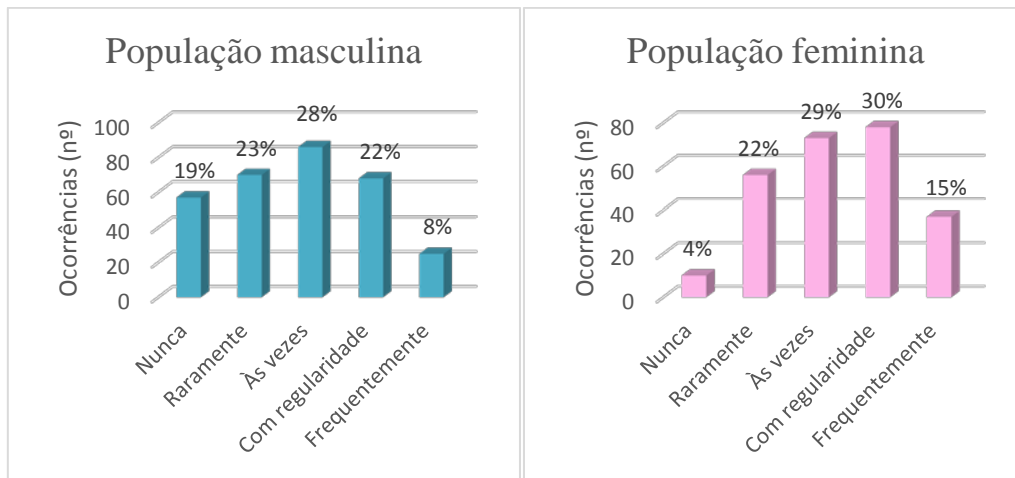 População masculina
Ocorrências (nº)
100
80
60
40
20
0
19%
23%
28%
22%
8%
Nunca
Raramente
Às vezes
Com regularidade
Frequentemente
População feminina
Ocorrências (nº)
80
60
40
20
0
4%
22%
29%
30%
15%
Nunca
Raramente
Às vezes
Com regularidade
Frequentemente